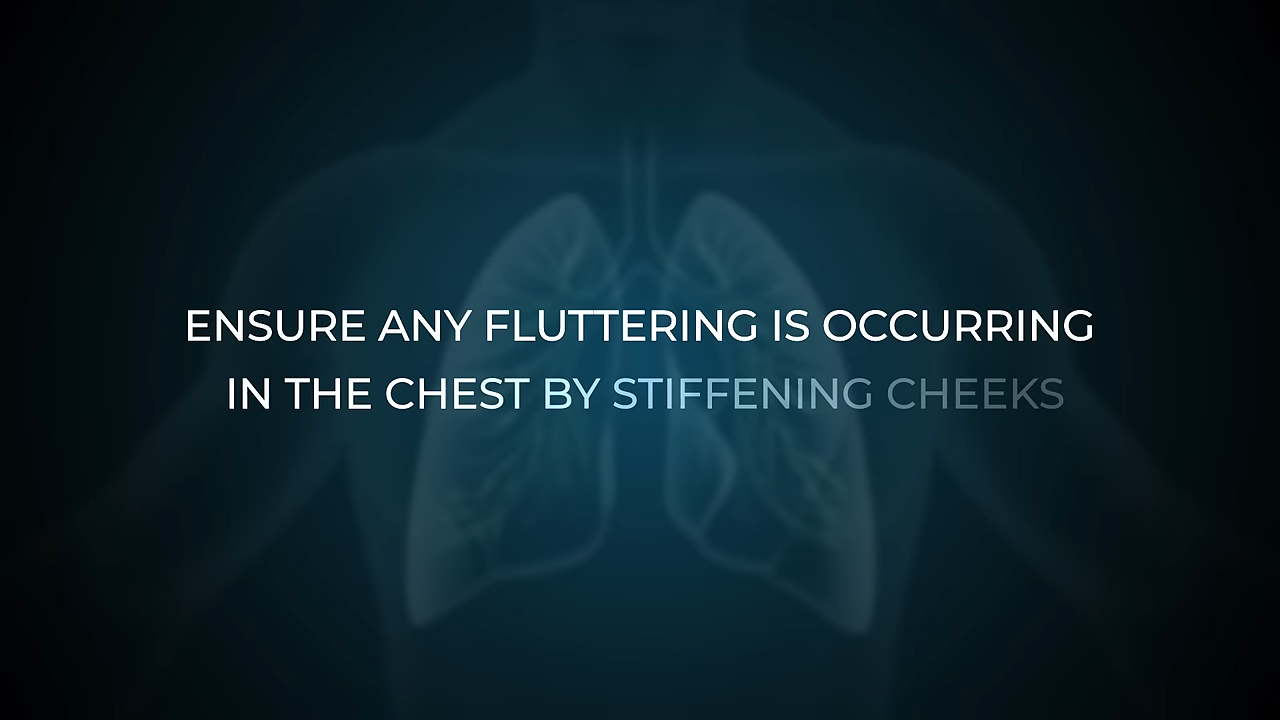 ENSURE ANY FLUTTERING IS OCCURRING
IN THE CHEST BY STIFFENING CHEEKS